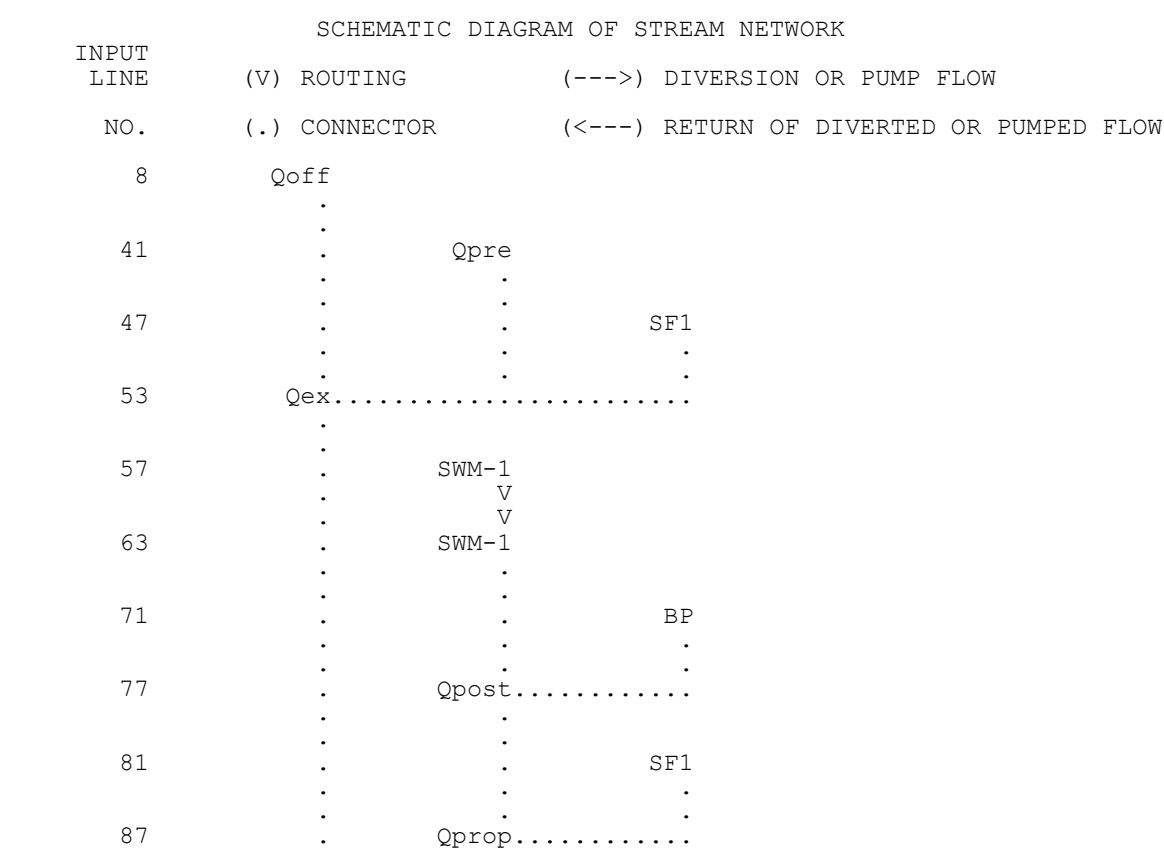 SCHEMATIC DIAGRAM OF STREAM NETWORK
     INPUT
      LINE      (V) ROUTING          (--->) DIVERSION OR PUMP FLOW
       NO.      (.) CONNECTOR        (<---) RETURN OF DIVERTED OR PUMPED FLOW
         8        Qoff
                     .
                     .
        41           .        Qpre
                     .           .
                     .           .
        47           .           .         SF1
                     .           .           .
                     .           .           .
        53         Qex........................
                     .
                     .
        57           .       SWM-1
                     .           V
                     .           V
        63           .       SWM-1
                     .           .
                     .           .
        71           .           .          BP
                     .           .           .
                     .           .           .
        77           .       Qpost............
                     .           .
                     .           .
        81           .           .         SF1
                     .           .           .
                     .           .           .
        87           .       Qprop............